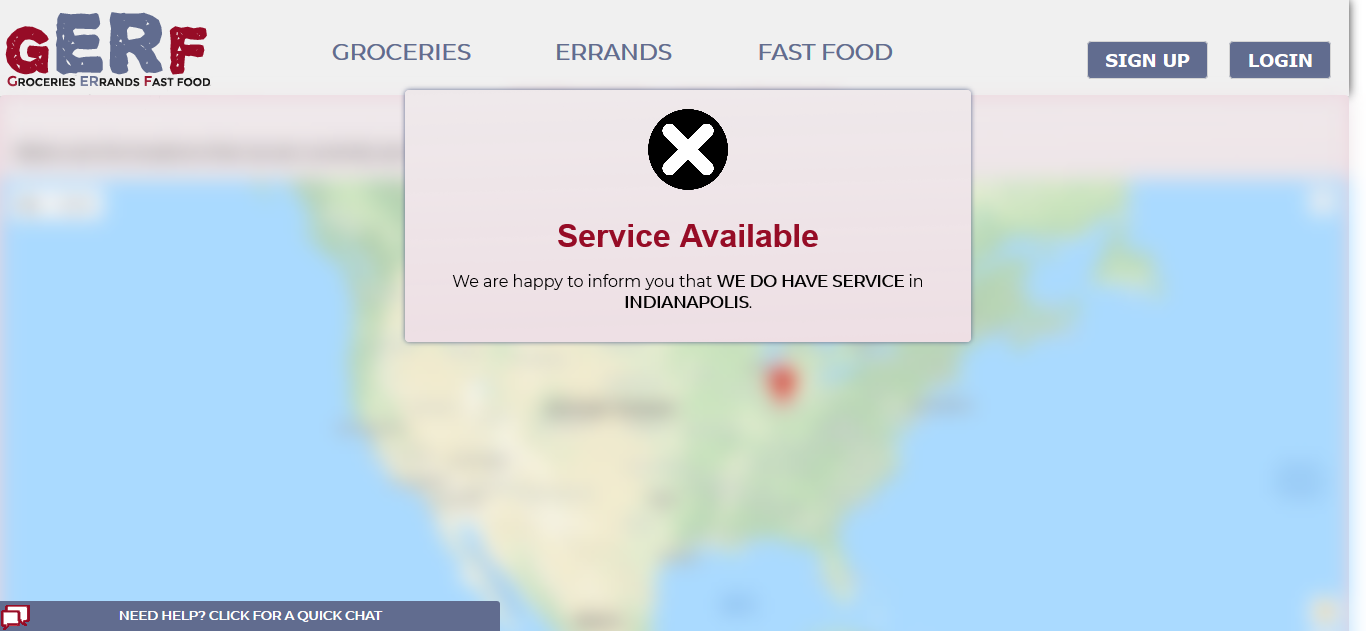 GERF
GROCERIES ERRANDS FAST FOOD
GROCERIES
ERRANDS
FAST FOOD
SIGN UP
LOGIN
Service Available
We are happy to inform you that WE DO HAVE SERVICE in
INDIANAPOLIS.
NEED HELP? CLICK FOR A QUICK CHAT